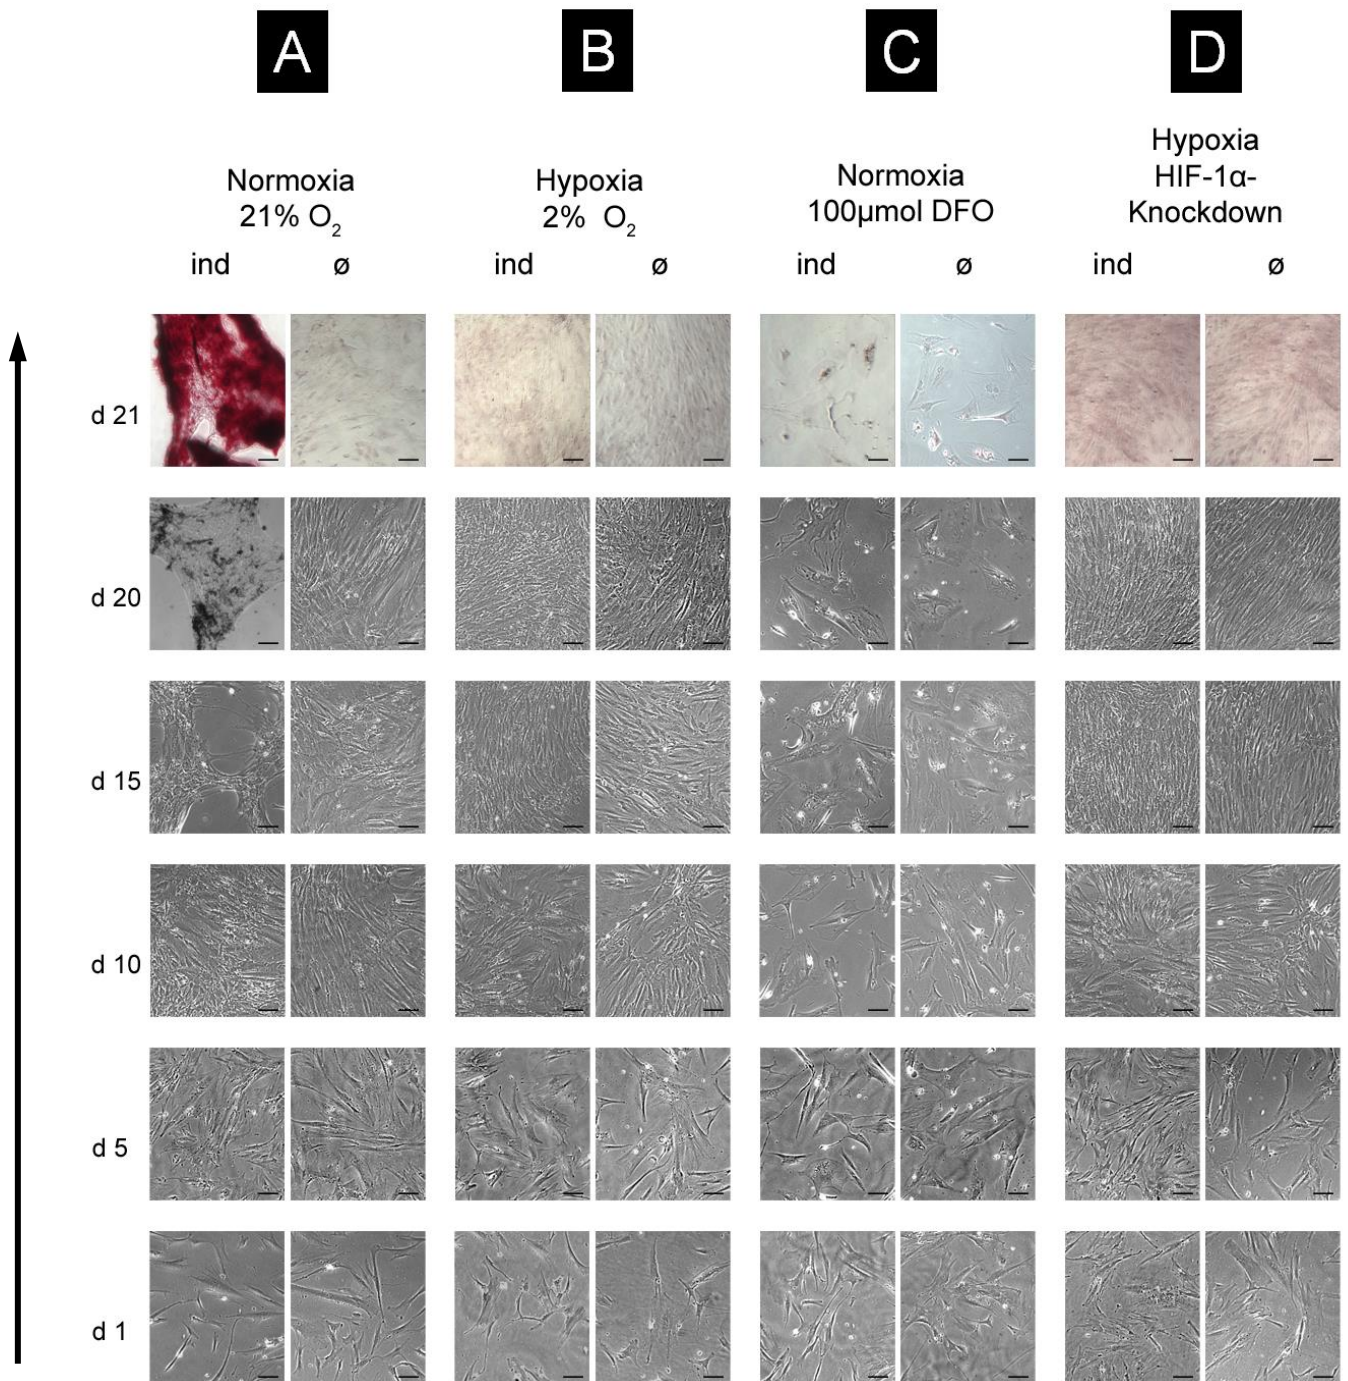 A
B
C
D
Normoxia
21% O₂
Hypoxia
2% O₂
Normoxia
100µmol DFO
Hypoxia
HIF-1α-
Knockdown
ind ø ind ø ind ø ind ø
d 21
d 20
d 15
d 10
d 5
d 1